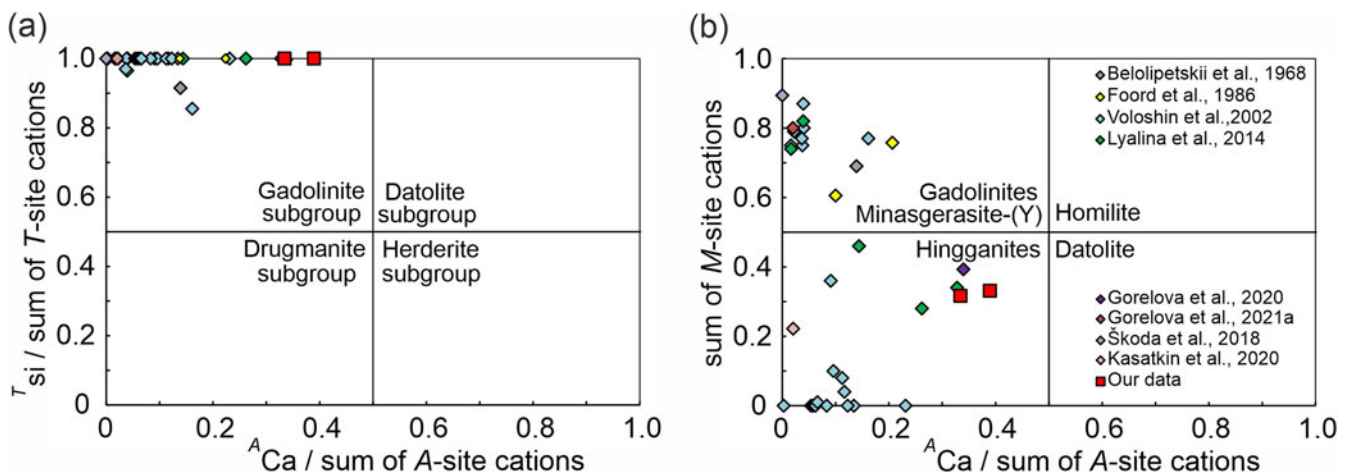 (a)
1.0
0.8
0.6
0.4
0.2
0
T si / sum of T-site cations
Gadolinite
subgroup
Datolite
subgroup
Drugmanite
subgroup
Herderite
subgroup
0
0.2
0.4
0.6
0.8
1.0
A Ca / sum of A-site cations
(b)
1.0
0.8
0.6
0.4
0.2
0
sum of M-site cations
Belolipetskii et al., 1968
Foord et al., 1986
Voloshin et al.,2002
Lyalina et al., 2014
Gadolinites
Minasgerasite-(Y)
Homilite
Hingganites
Datolite
Gorelova et al., 2020
Gorelova et al., 2021a
Škoda et al., 2018
Kasatkin et al., 2020
Our data
0
0.2
0.4
0.6
0.8
1.0
A Ca / sum of A-site cations